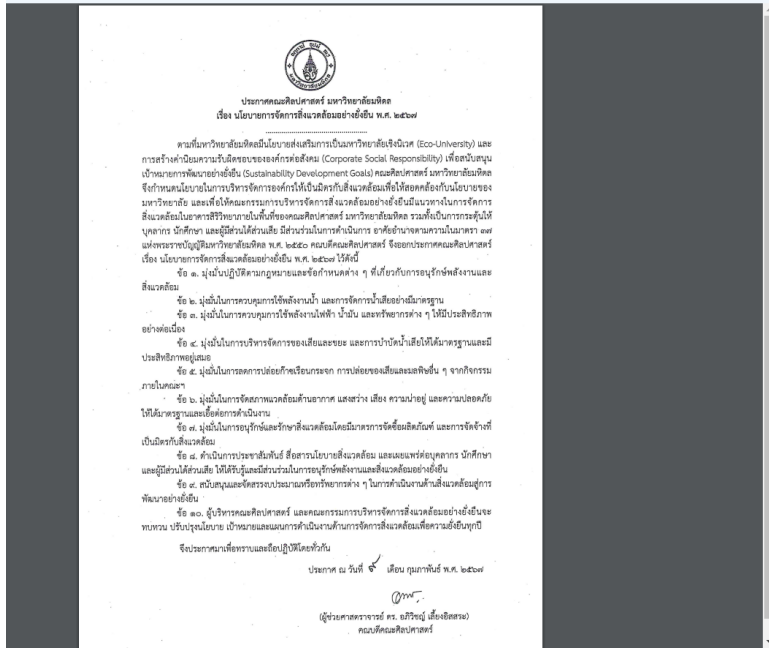 ประกาศคณะศิลปศาสตร์ มหาวิทยาลัยมหิดล
เรื่อง นโยบายการจัดการสิ่งแวดล้อมอย่างยั่งยืน พ.ศ. ๒๕๖๗
ตามที่มหาวิทยาลัยมหิดลมีนโยบายส่งเสริมการเป็นมหาวิทยาลัยเชิงนิเวศ (Eco-University) และ
การสร้างค่านิยมความรับผิดชอบขององค์กรต่อสังคม (Corporate Social Responsibility) เพื่อสนับสนุน
เป้าหมายการพัฒนาอย่างยั่งยืน (Sustainability Development Goals) คณะศิลปศาสตร์ มหาวิทยาลัยมหิดล
จึงกำหนดนโยบายในการบริหารจัดการองค์กรให้เป็นมิตรกับสิ่งแวดล้อมเพื่อให้สอดคล้องกับนโยบายของ
มหาวิทยาลัย และเพื่อให้คณะกรรมการบริหารจัดการสิ่งแวดล้อมอย่างยั่งยืนมีแนวทางในการจัดการ
สิ่งแวดล้อมในอาคารสิริวิทยาภายในพื้นที่ของคณะศิลปศาสตร์ มหาวิทยาลัยมหิดล รวมทั้งเป็นการกระตุ้นให้
บุคลากร นักศึกษา และผู้มีส่วนได้ส่วนเสีย มีส่วนร่วมในการดำเนินการ อาศัยอำนาจตามความในมาตรา ๓๗
แห่งพระราชบัญญัติมหาวิทยาลัยมหิดล พ.ศ. ๒๕๕๐ คณบดีคณะศิลปศาสตร์ จึงออกประกาศคณะศิลปศาสตร์
เรื่อง นโยบายการจัดการสิ่งแวดล้อมอย่างยั่งยืน พ.ศ. ๒๕๖๗ ไว้ดังนี้
ข้อ ๑. มุ่งมั่นปฏิบัติตามกฎหมายและข้อกำหนดต่าง ๆ ที่เกี่ยวกับการอนุรักษ์พลังงานและ
สิ่งแวดล้อม
ข้อ ๒. มุ่งมั่นในการควบคุมการใช้พลังงานน้ำ และการจัดการน้ำเสียอย่างมีมาตรฐาน
ข้อ ๓. มุ่งมั่นในการควบคุมการใช้พลังงานไฟฟ้า น้ำมัน และทรัพยากรต่าง ๆ ให้มีประสิทธิภาพ
อย่างต่อเนื่อง
ข้อ ๔. มุ่งมั่นในการบริหารจัดการของเสียและขยะ และการบำบัดน้ำเสียให้ได้มาตรฐานและมี
ประสิทธิภาพอยู่เสมอ
ข้อ ๕. มุ่งมั่นในการลดการปล่อยก๊าซเรือนกระจก การปล่อยของเสียและมลพิษอื่น ๆ จากกิจกรรม
ภายในคณะฯ
ข้อ ๖. มุ่งมั่นในการจัดสภาพแวดล้อมด้านอากาศ แสงสว่าง เสียง ความน่าอยู่ และความปลอดภัย
ให้ได้มาตรฐานและเอื้อต่อการดำเนินงาน
ข้อ ๗. มุ่งมั่นในการอนุรักษ์และรักษาสิ่งแวดล้อมโดยมีมาตรการจัดซื้อผลิตภัณฑ์ และการจัดจ้างที่
เป็นมิตรกับสิ่งแวดล้อม
ข้อ ๘. ดำเนินการประชาสัมพันธ์ สื่อสารนโยบายสิ่งแวดล้อม และเผยแพร่ต่อบุคลากร นักศึกษา
และผู้มีส่วนได้ส่วนเสีย ให้ได้รับรู้และมีส่วนร่วมในการอนุรักษ์พลังงานและสิ่งแวดล้อมอย่างยั่งยืน
ข้อ ๙. สนับสนุนและจัดสรรงบประมาณหรือทรัพยากรต่าง ๆ ในการดำเนินงานด้านสิ่งแวดล้อมสู่การ
พัฒนาอย่างยั่งยืน
ข้อ ๑๐. ผู้บริหารคณะศิลปศาสตร์ และคณะกรรมการบริหารจัดการสิ่งแวดล้อมอย่างยั่งยืนจะ
ทบทวน ปรับปรุงนโยบาย เป้าหมายและแผนการดำเนินงานด้านการจัดการสิ่งแวดล้อมเพื่อความยั่งยืนทุกปี
จึงประกาศมาเพื่อทราบและถือปฏิบัติโดยทั่วกัน
ประกาศ ณ วันที่ ๙ เดือน กุมภาพันธ์ พ.ศ. ๒๕๖๗
(ผู้ช่วยศาสตราจารย์ ดร. อภิวิชญ์ เลี้ยงอิสสระ)
คณบดีคณะศิลปศาสตร์